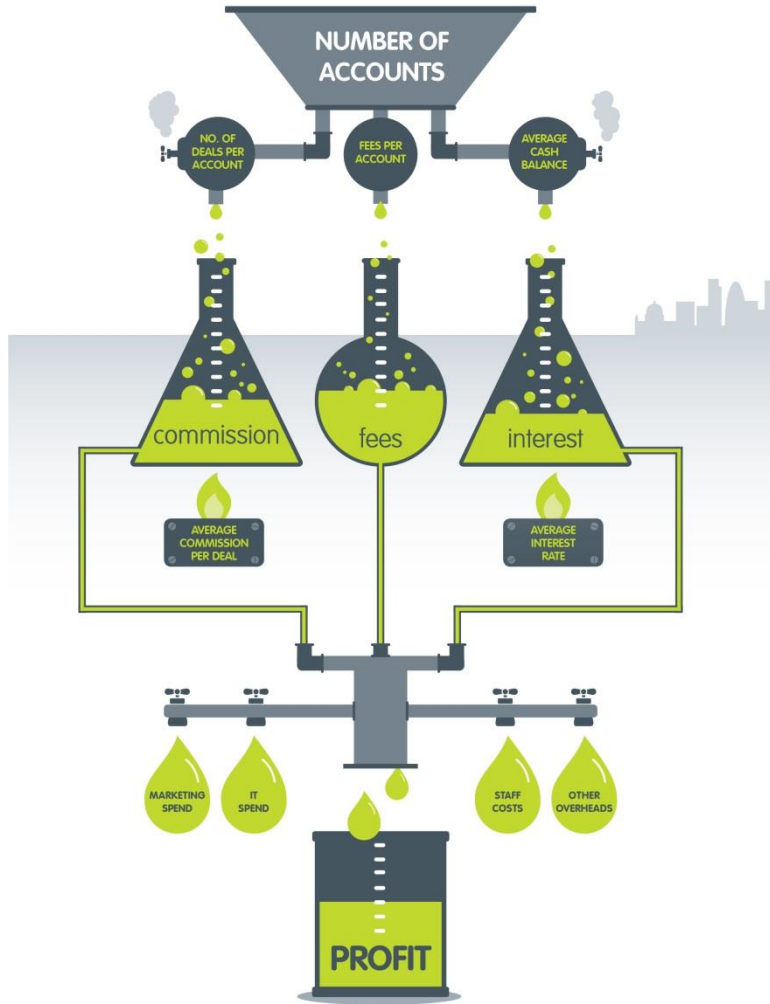 NUMBER OF
ACCOUNTS
NO. OF
DEALS PER
ACCOUNT
FEES PER
ACCOUNT
AVERAGE
CASH
BALANCE
commission
fees
interest
AVERAGE
COMMISSION
PER DEAL
AVERAGE
INTEREST
RATE
MARKETING
SPEND
IT
SPEND
STAFF
COSTS
OTHER
OVERHEADS
PROFIT